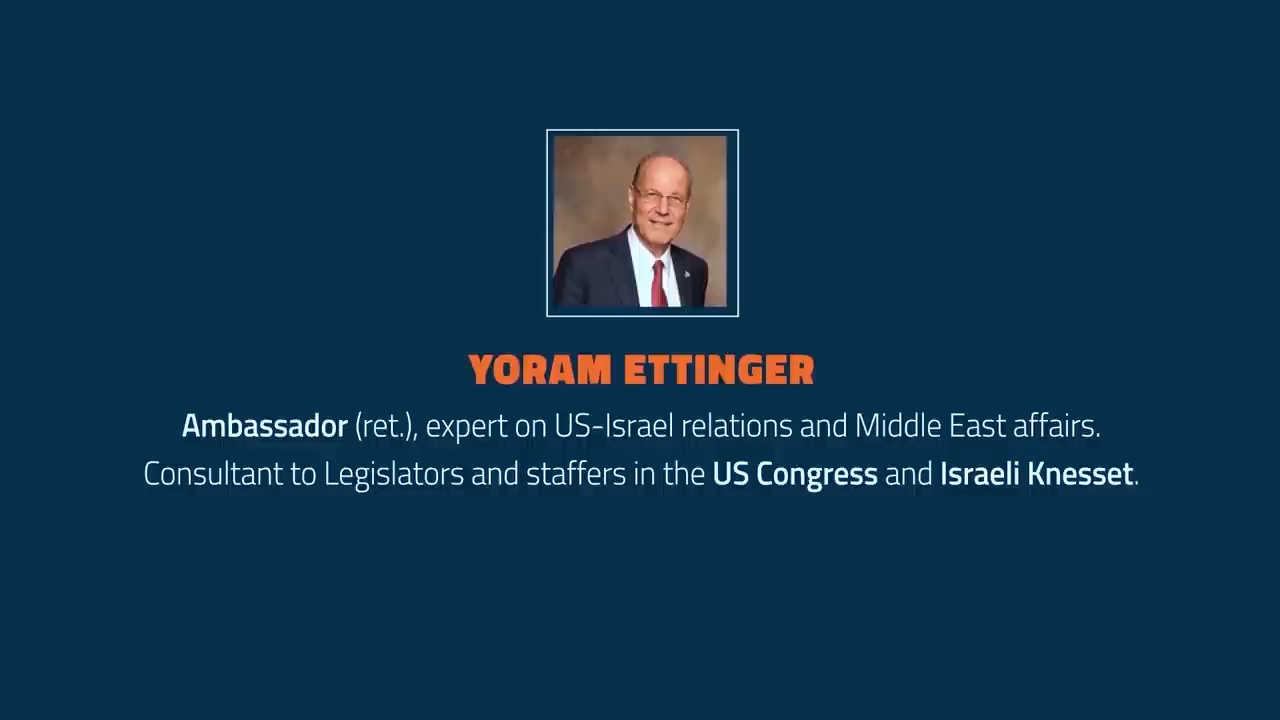 YORAM ETTINGER
Ambassador (ret.), expert on US-Israel relations and Middle East affairs.
Consultant to Legislators and staffers in the US Congress and Israeli Knesset.